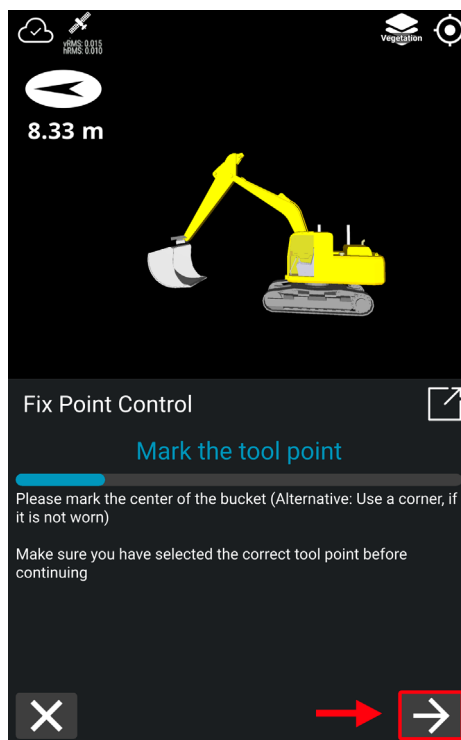 vRMS: 0.015
hRMS: 0.010
Vegetation
8.33 m
Fix Point Control
Mark the tool point
Please mark the center of the bucket (Alternative: Use a corner, if
it is not worn)
Make sure you have selected the correct tool point before
continuing